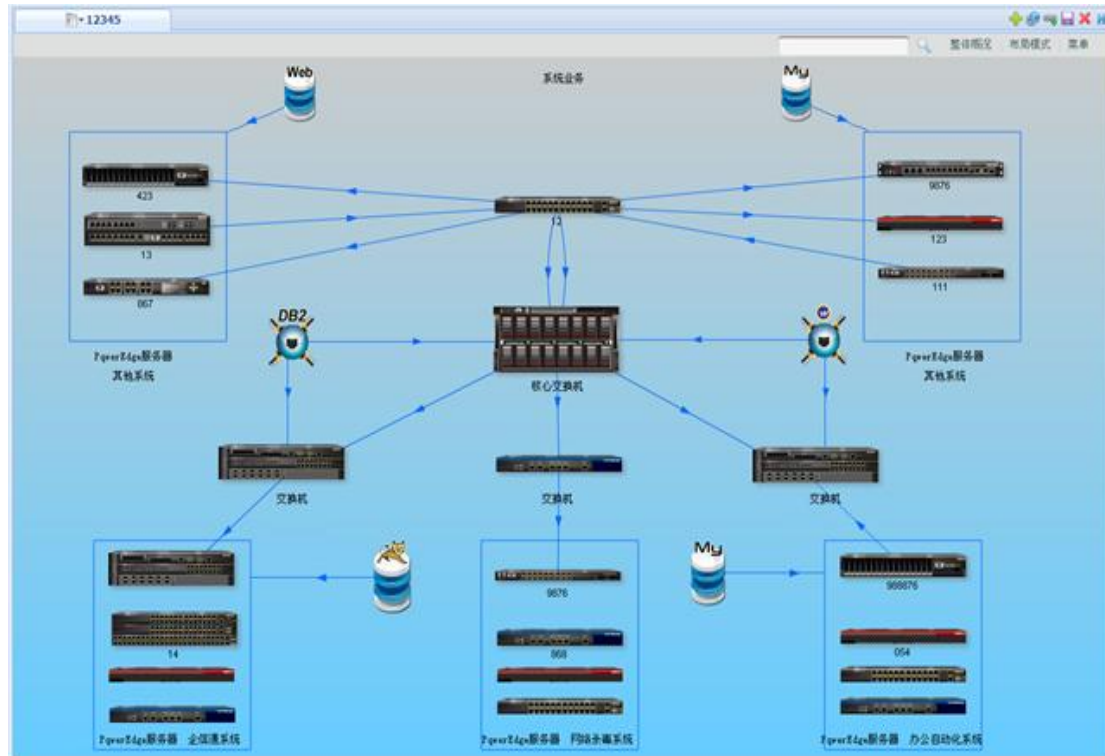 12345
整体概况 布局模式 菜单
系统业务
Web
My
423
13
867
12
9876
123
111
DB2
PowerEdge服务器
其他系统
核心交换机
PowerEdge服务器
其他系统
交换机
交换机
交换机
My
14
PowerEdge服务器 企信通系统
9876
868
PowerEdge服务器 网络杀毒系统
988876
054
PowerEdge服务器 办公自动化系统